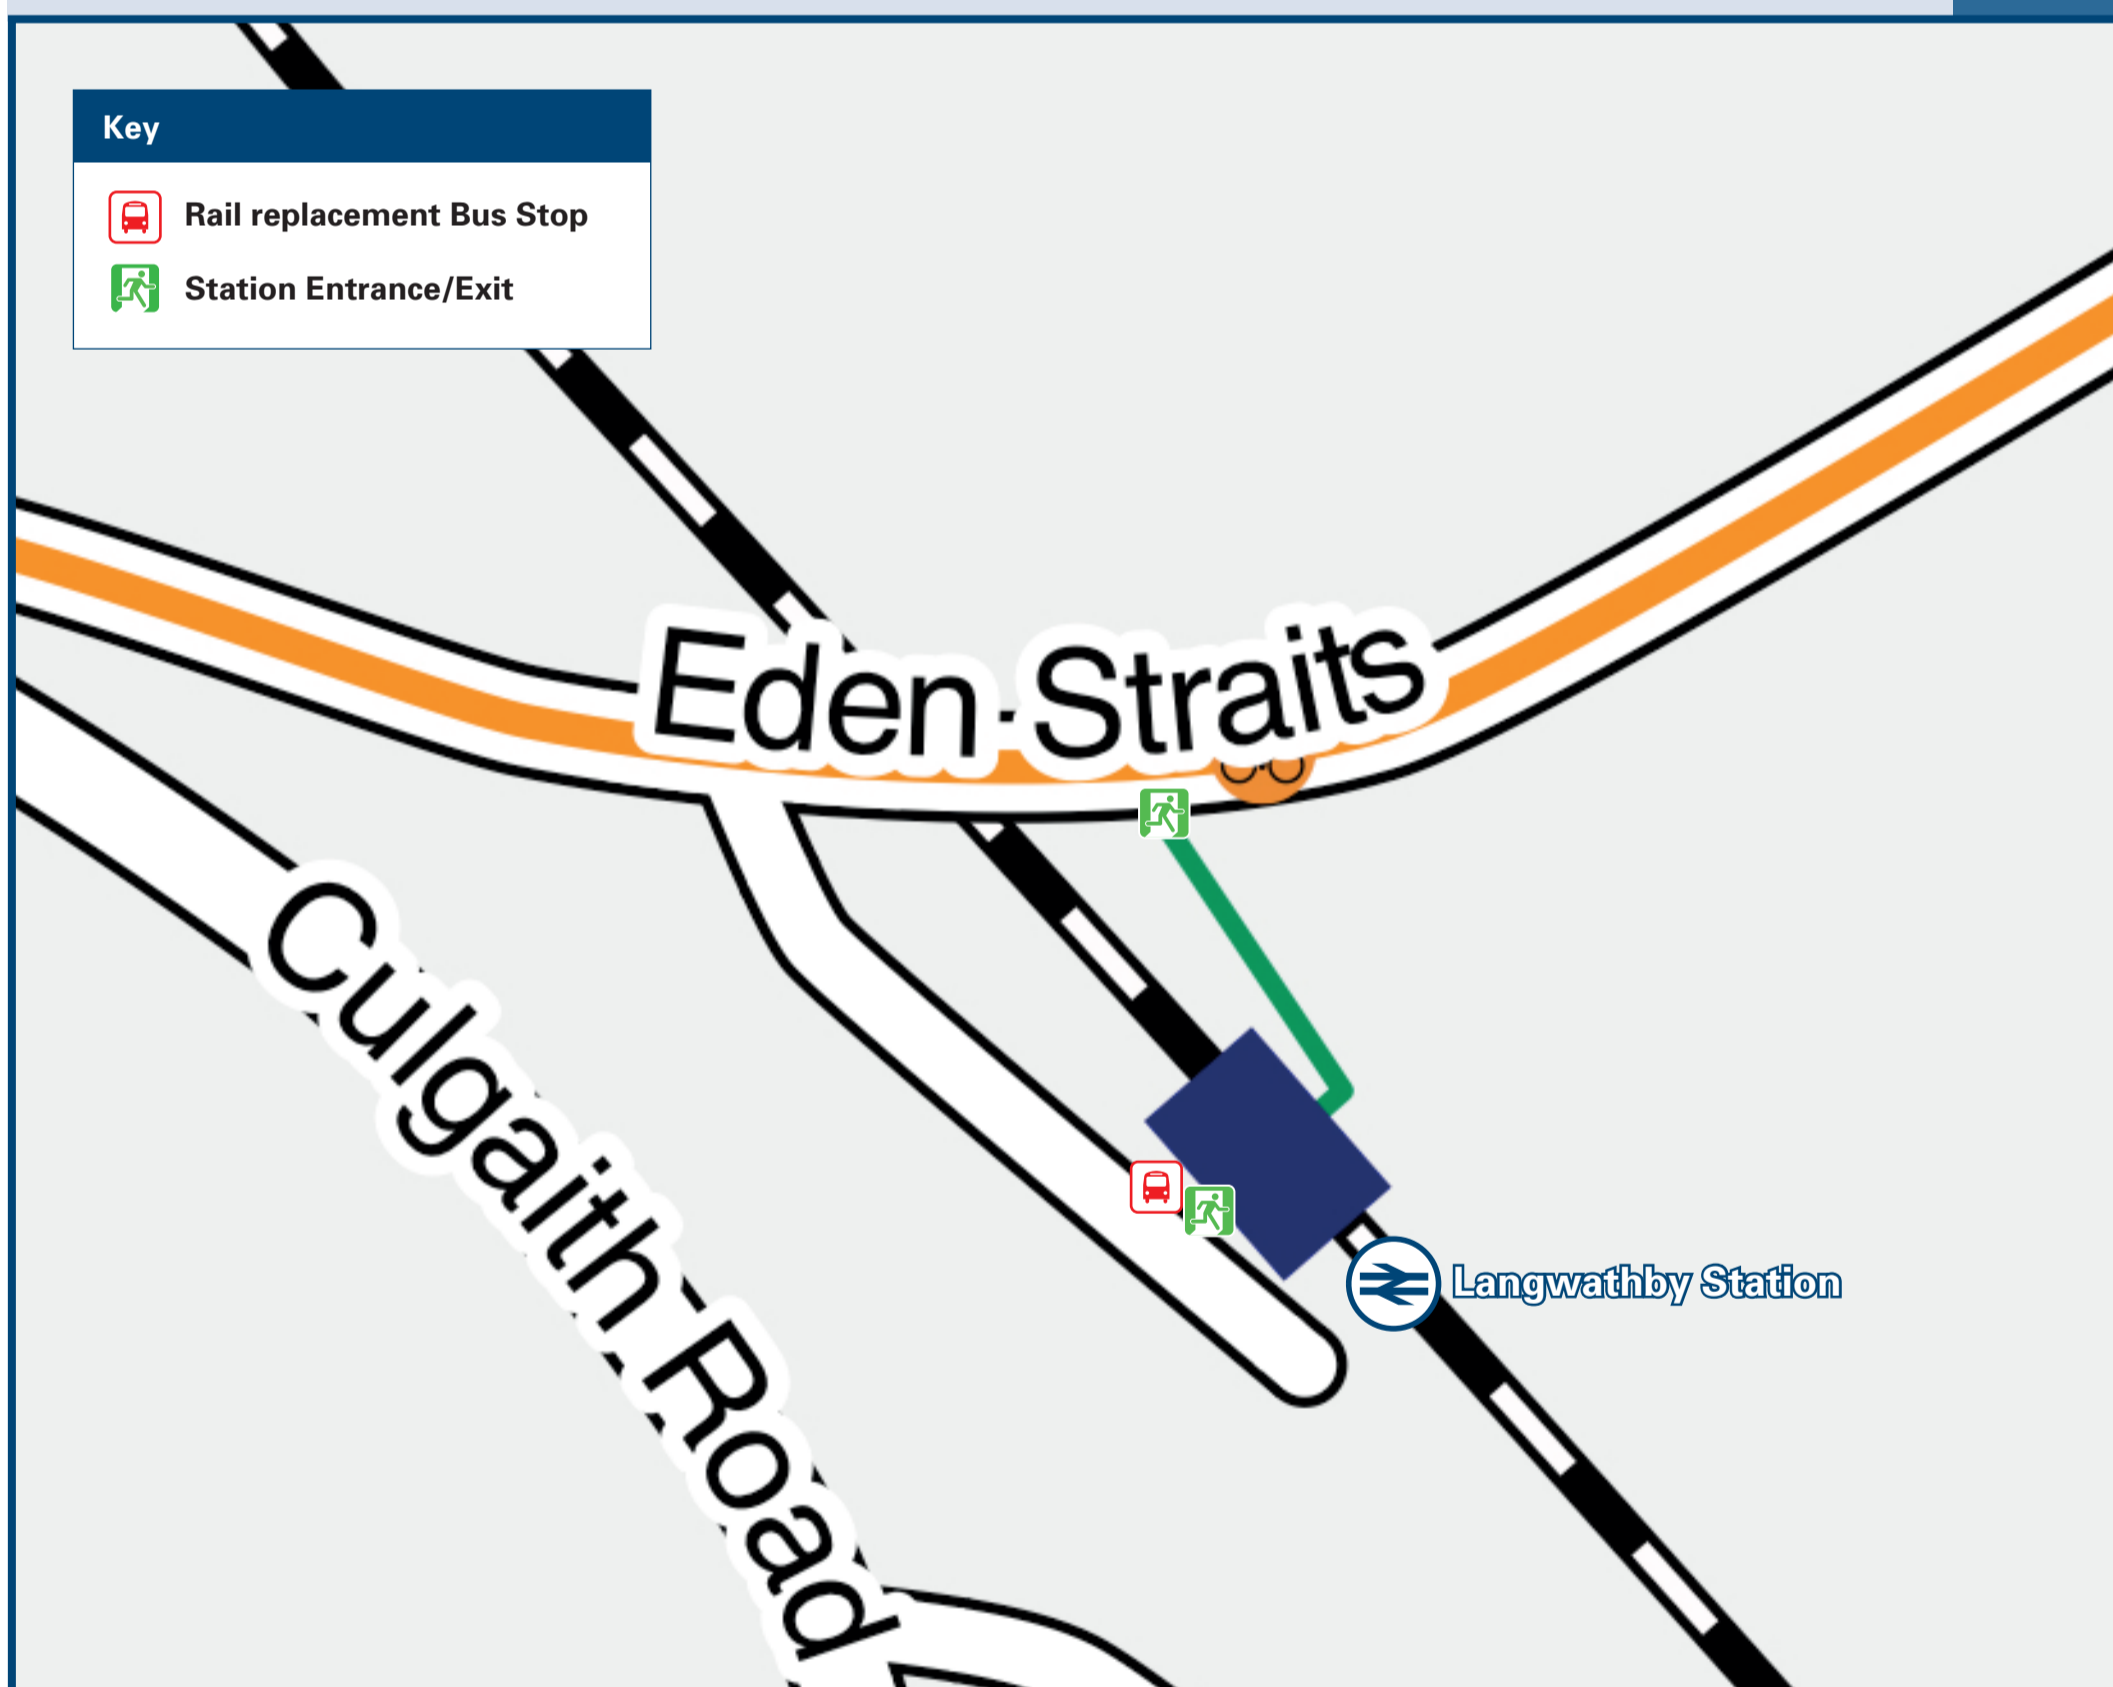 Key
Rail replacement Bus Stop
Station Entrance/Exit
Eden Straits
Culgaith Road
Langwathby Station